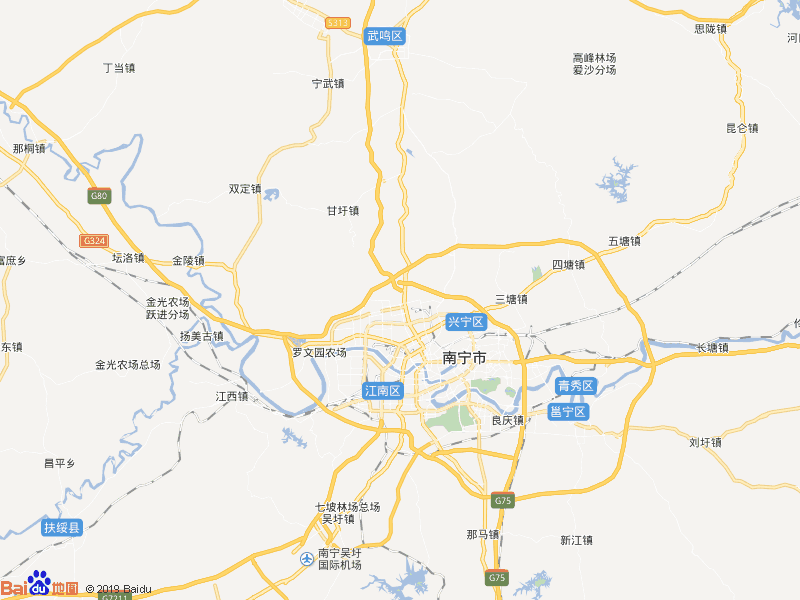 S313
武鸣区
思陇镇
河
高峰林场
爱沙分场
丁当镇
宁武镇
昆仑镇
那桐镇
G80
双定镇
甘圩镇
G324
五塘镇
坛洛镇
金陵镇
四塘镇
富庶乡
金光农场
跃进分场
三塘镇
兴宁区
扬美古镇
东镇
罗文园农场
南宁市
长塘镇
金光农场总场
江南区
青秀区
江西镇
邕宁区
良庆镇
刘圩镇
昌平乡
G75
七坡林场总场
吴圩镇
扶绥县
那马镇
新江镇
南宁吴圩
国际机场
G75
Bai du 地图
© 2019 Baidu
G7211